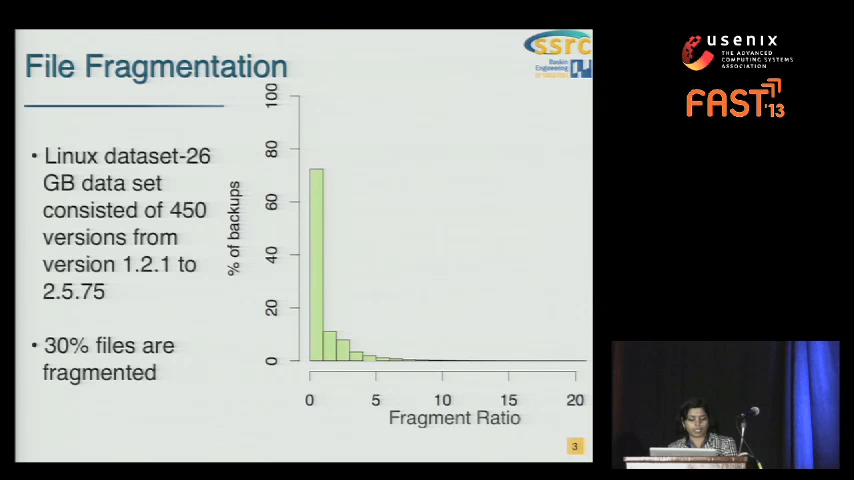 File Fragmentation
ssrc
Baskin
Engineering
• Linux dataset-26
GB data set
consisted of 450
versions from
version 1.2.1 to
2.5.75
• 30% files are
fragmented
% of backups
100
80
60
40
20
0
0 5 10 15 20
Fragment Ratio
3
usenix
THE ADVANCED
COMPUTING SYSTEMS
ASSOCIATION
FAST '13